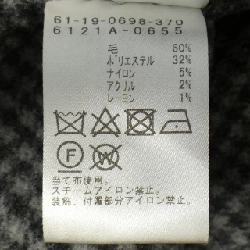 61-19-0698-370
6121A-0655
毛 60%
ポリエステル 32%
ナイロン 5%
アクリル 2%
レーヨン 1%
F W
当て布使用。
スチームアイロン禁止。
箔刷、付属部分アイロン禁止。